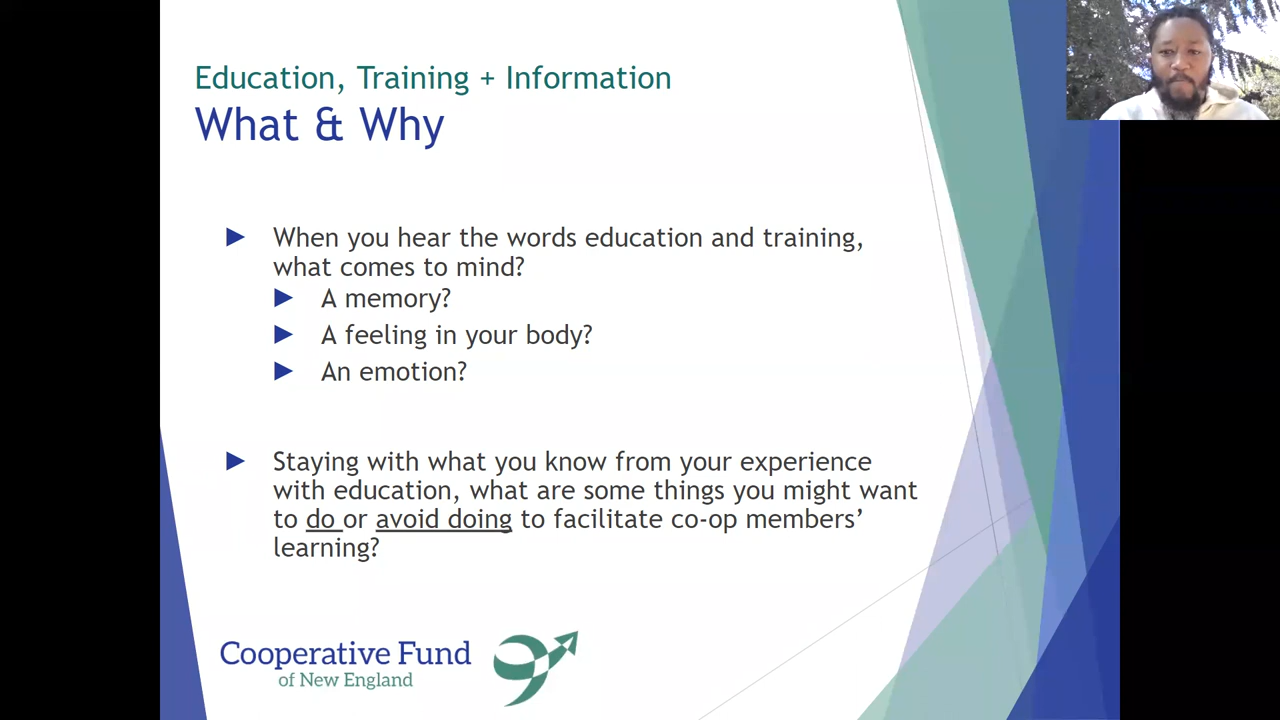 Education, Training + Information
What & Why
When you hear the words education and training,
what comes to mind?
A memory?
A feeling in your body?
An emotion?
Staying with what you know from your experience
with education, what are some things you might want
to do or avoid doing to facilitate co-op members’
learning?
Cooperative Fund
of New England